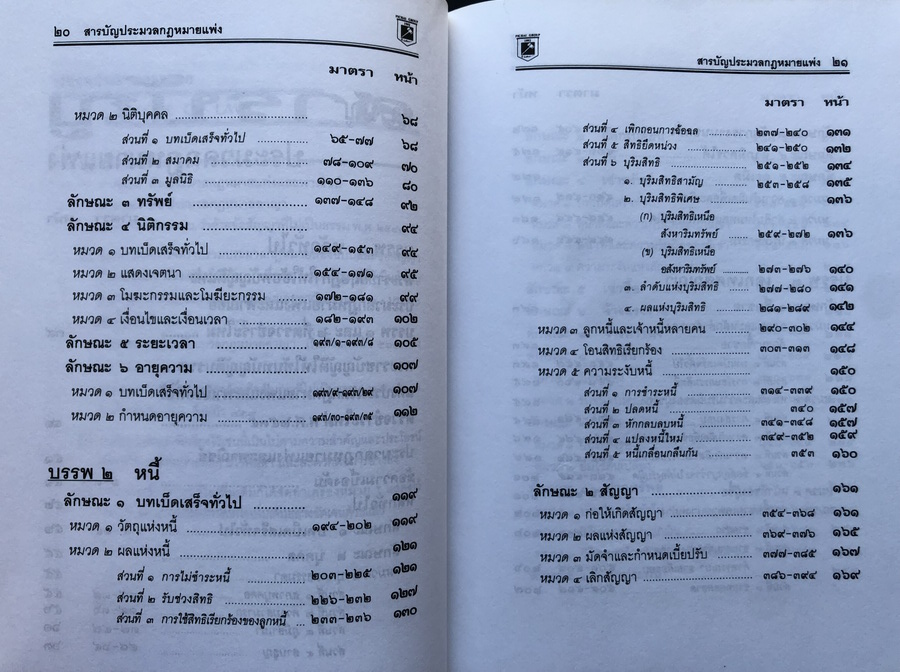 ๒๐ สารบัญประมวลกฎหมายแพ่ง
มาตรา หน้า
หมวด ๒ นิติบุคคล ๖๘
ส่วนที่ ๑ บทเบ็ดเสร็จทั่วไป ๖๕-๗๗ ๖๘
ส่วนที่ ๒ สมาคม ๗๘-๑๐๙ ๗๐
ส่วนที่ ๓ มูลนิธิ ๑๑๐-๑๓๖ ๘๐
ลักษณะ ๓ ทรัพย์ ๑๓๗-๑๔๘ ๙๒
ลักษณะ ๔ นิติกรรม ๙๔
หมวด ๑ บทเบ็ดเสร็จทั่วไป ๑๔๙-๑๕๓ ๙๔
หมวด ๒ แสดงเจตนา ๑๕๔-๑๗๑ ๙๕
หมวด ๓ โมฆะกรรมและโมฆียะกรรม ๑๗๒-๑๘๑ ๙๙
หมวด ๔ เงื่อนไขและเงื่อนเวลา ๑๘๒-๑๙๓ ๑๐๒
ลักษณะ ๕ ระยะเวลา ๑๙๓/๑-๑๙๓/๘ ๑๐๕
ลักษณะ ๖ อายุความ ๑๐๗
หมวด ๑ บทเบ็ดเสร็จทั่วไป ๑๙๓/๙-๑๙๓/๒๙ ๑๐๗
หมวด ๒ กำหนดอายุความ ๑๙๓/๓๐-๑๙๓/๓๕ ๑๑๒
บรรพ ๒ หนี้
ลักษณะ ๑ บทเบ็ดเสร็จทั่วไป ๑๑๙
หมวด ๑ วัตถุแห่งหนี้ ๑๙๔-๒๐๒ ๑๑๙
หมวด ๒ ผลแห่งหนี้ ๑๒๑
ส่วนที่ ๑ การไม่ชำระหนี้ ๒๐๓-๒๒๕ ๑๒๑
ส่วนที่ ๒ รับช่วงสิทธิ ๒๒๖-๒๓๒ ๑๒๗
ส่วนที่ ๓ การใช้สิทธิเรียกร้องของลูกหนี้ ๒๓๓-๒๓๖ ๑๓๐
สารบัญประมวลกฎหมายแพ่ง ๒๑
มาตรา หน้า
ส่วนที่ ๔ เพิกถอนการฉ้อฉล ๒๓๗-๒๔๐ ๑๓๑
ส่วนที่ ๕ สิทธิยึดหน่วง ๒๔๑-๒๕๐ ๑๓๒
ส่วนที่ ๖ บุริมสิทธิ ๒๕๑-๒๕๒ ๑๓๔
๑. บุริมสิทธิสามัญ ๒๕๓-๒๕๘ ๑๓๕
๒. บุริมสิทธิพิเศษ ๑๓๖
(ก) บุริมสิทธิเหนือ
สังหาริมทรัพย์ ๒๕๙-๒๗๒ ๑๓๖
(ข) บุริมสิทธิเหนือ
อสังหาริมทรัพย์ ๒๗๓-๒๗๖ ๑๔๐
๓. ลำดับแห่งบุริมสิทธิ ๒๗๗-๒๘๐ ๑๔๑
๔. ผลแห่งบุริมสิทธิ ๒๘๑-๒๘๙ ๑๔๒
หมวด ๓ ลูกหนี้และเจ้าหนี้หลายคน ๒๙๐-๓๐๒ ๑๔๔
หมวด ๔ โอนสิทธิเรียกร้อง ๓๐๓-๓๑๓ ๑๔๘
หมวด ๕ ความระงับหนี้ ๑๕๐
ส่วนที่ ๑ การชำระหนี้ ๓๑๔-๓๓๙ ๑๕๐
ส่วนที่ ๒ ปลดหนี้ ๓๔๐ ๑๕๗
ส่วนที่ ๓ หักกลบลบหนี้ ๓๔๑-๓๔๘ ๑๕๗
ส่วนที่ ๔ แปลงหนี้ใหม่ ๓๔๙-๓๕๒ ๑๕๙
ส่วนที่ ๕ หนี้เกลื่อนกลืนกัน ๓๕๓ ๑๖๐
ลักษณะ ๒ สัญญา ๑๖๑
หมวด ๑ ก่อให้เกิดสัญญา ๓๕๔-๓๖๘ ๑๖๑
หมวด ๒ ผลแห่งสัญญา ๓๖๙-๓๗๖ ๑๖๕
หมวด ๓ มัดจำและกำหนดเบี้ยปรับ ๓๗๗-๓๘๕ ๑๖๗
หมวด ๔ เลิกสัญญา ๓๘๖-๓๙๔ ๑๖๙